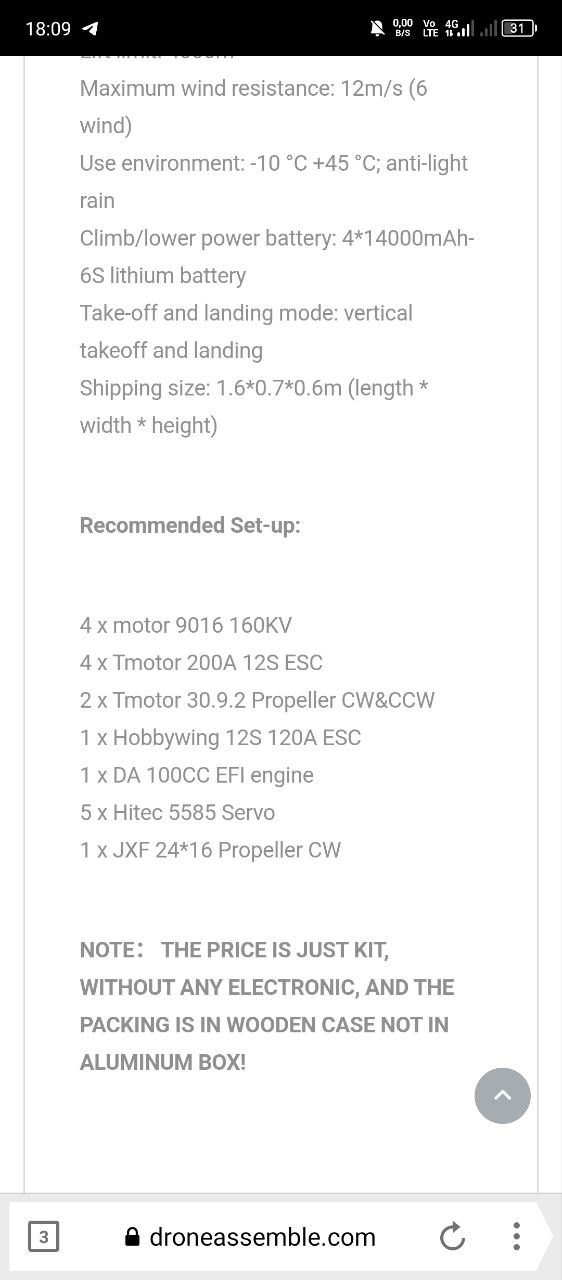 18:09
0,00 B/S
Vo LTE
4G
31
Maximum wind resistance: 12m/s (6
wind)
Use environment: -10 °C +45 °C; anti-light
rain
Climb/lower power battery: 4*14000mAh-
6S lithium battery
Take-off and landing mode: vertical
takeoff and landing
Shipping size: 1.6*0.7*0.6m (length *
width * height)
Recommended Set-up:
4 x motor 9016 160KV
4 x Tmotor 200A 12S ESC
2 x Tmotor 30.9.2 Propeller CW&CCW
1 x Hobbywing 12S 120A ESC
1 x DA 100CC EFI engine
5 x Hitec 5585 Servo
1 x JXF 24*16 Propeller CW
NOTE： THE PRICE IS JUST KIT,
WITHOUT ANY ELECTRONIC, AND THE
PACKING IS IN WOODEN CASE NOT IN
ALUMINUM BOX!
3
droneassemble.com